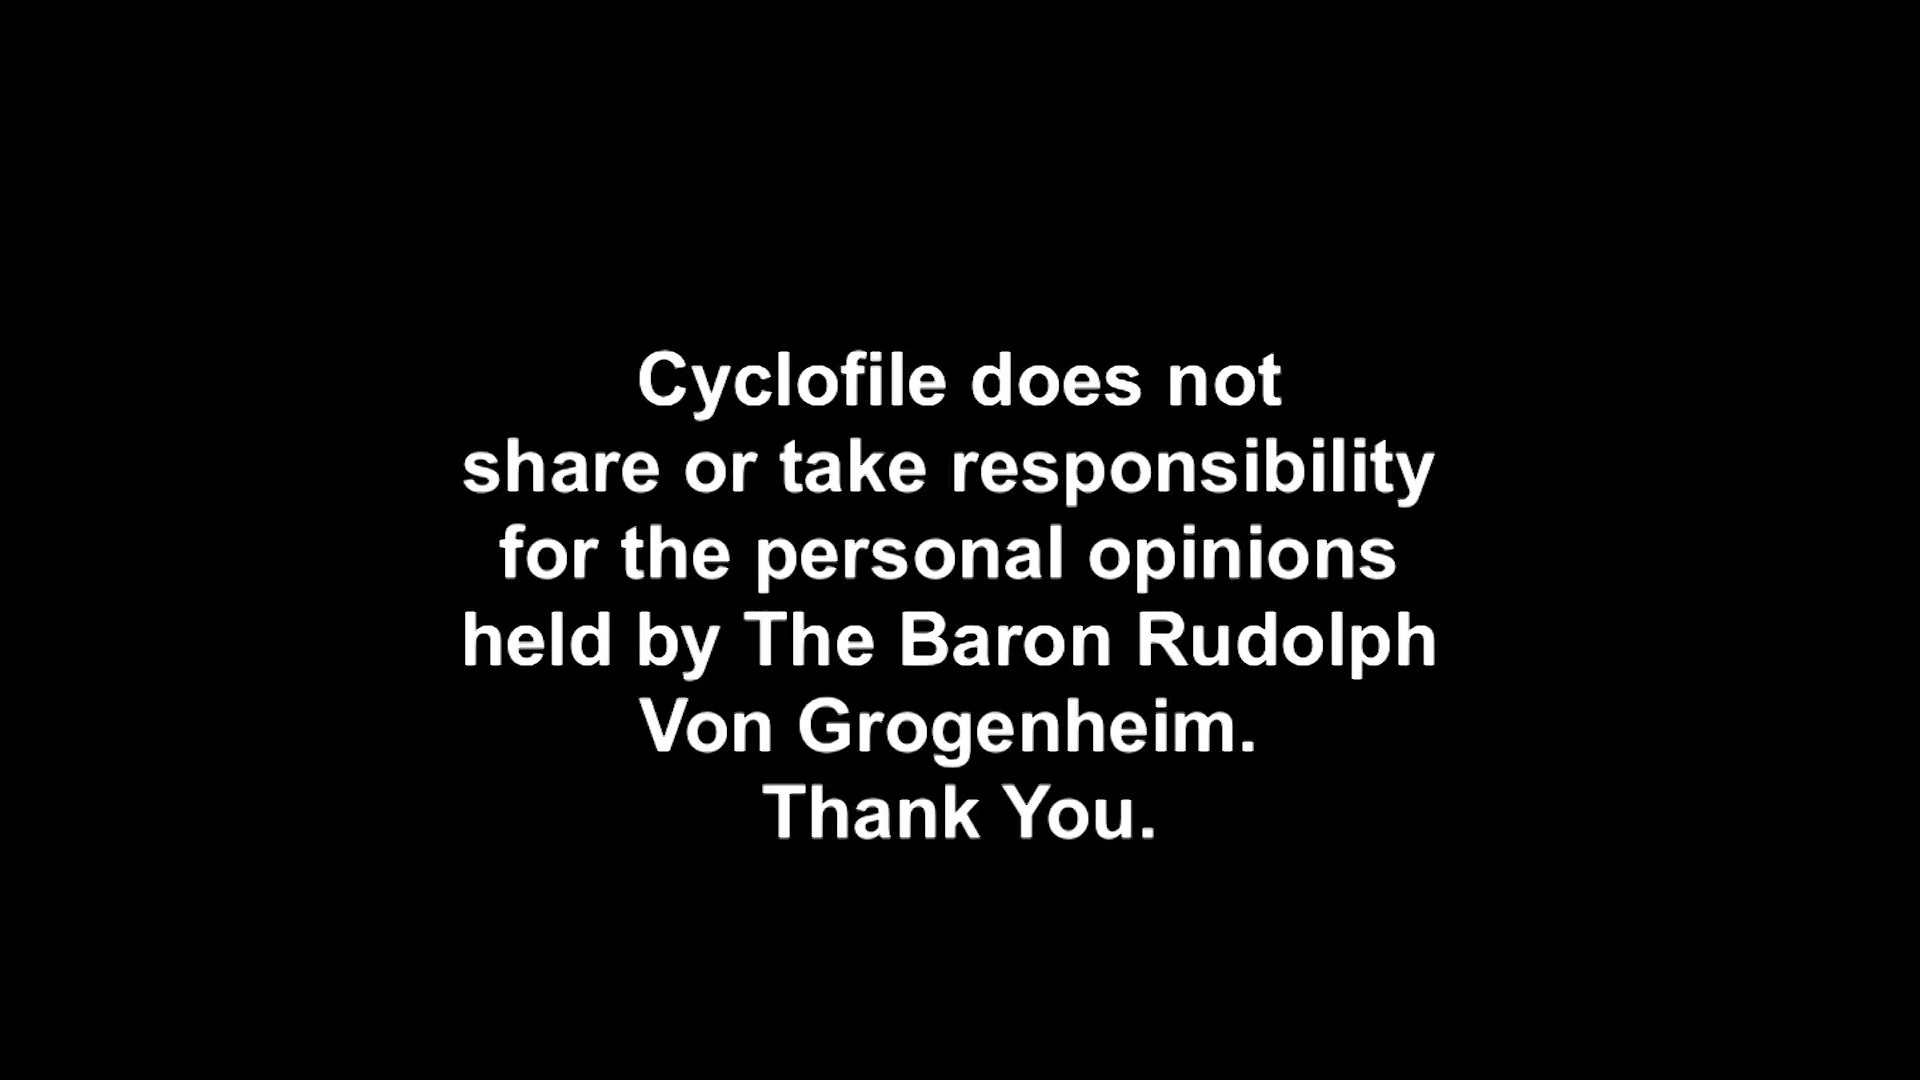 Cyclofile does not
share or take responsibility
for the personal opinions
held by The Baron Rudolph
Von Grogenheim.
Thank You.